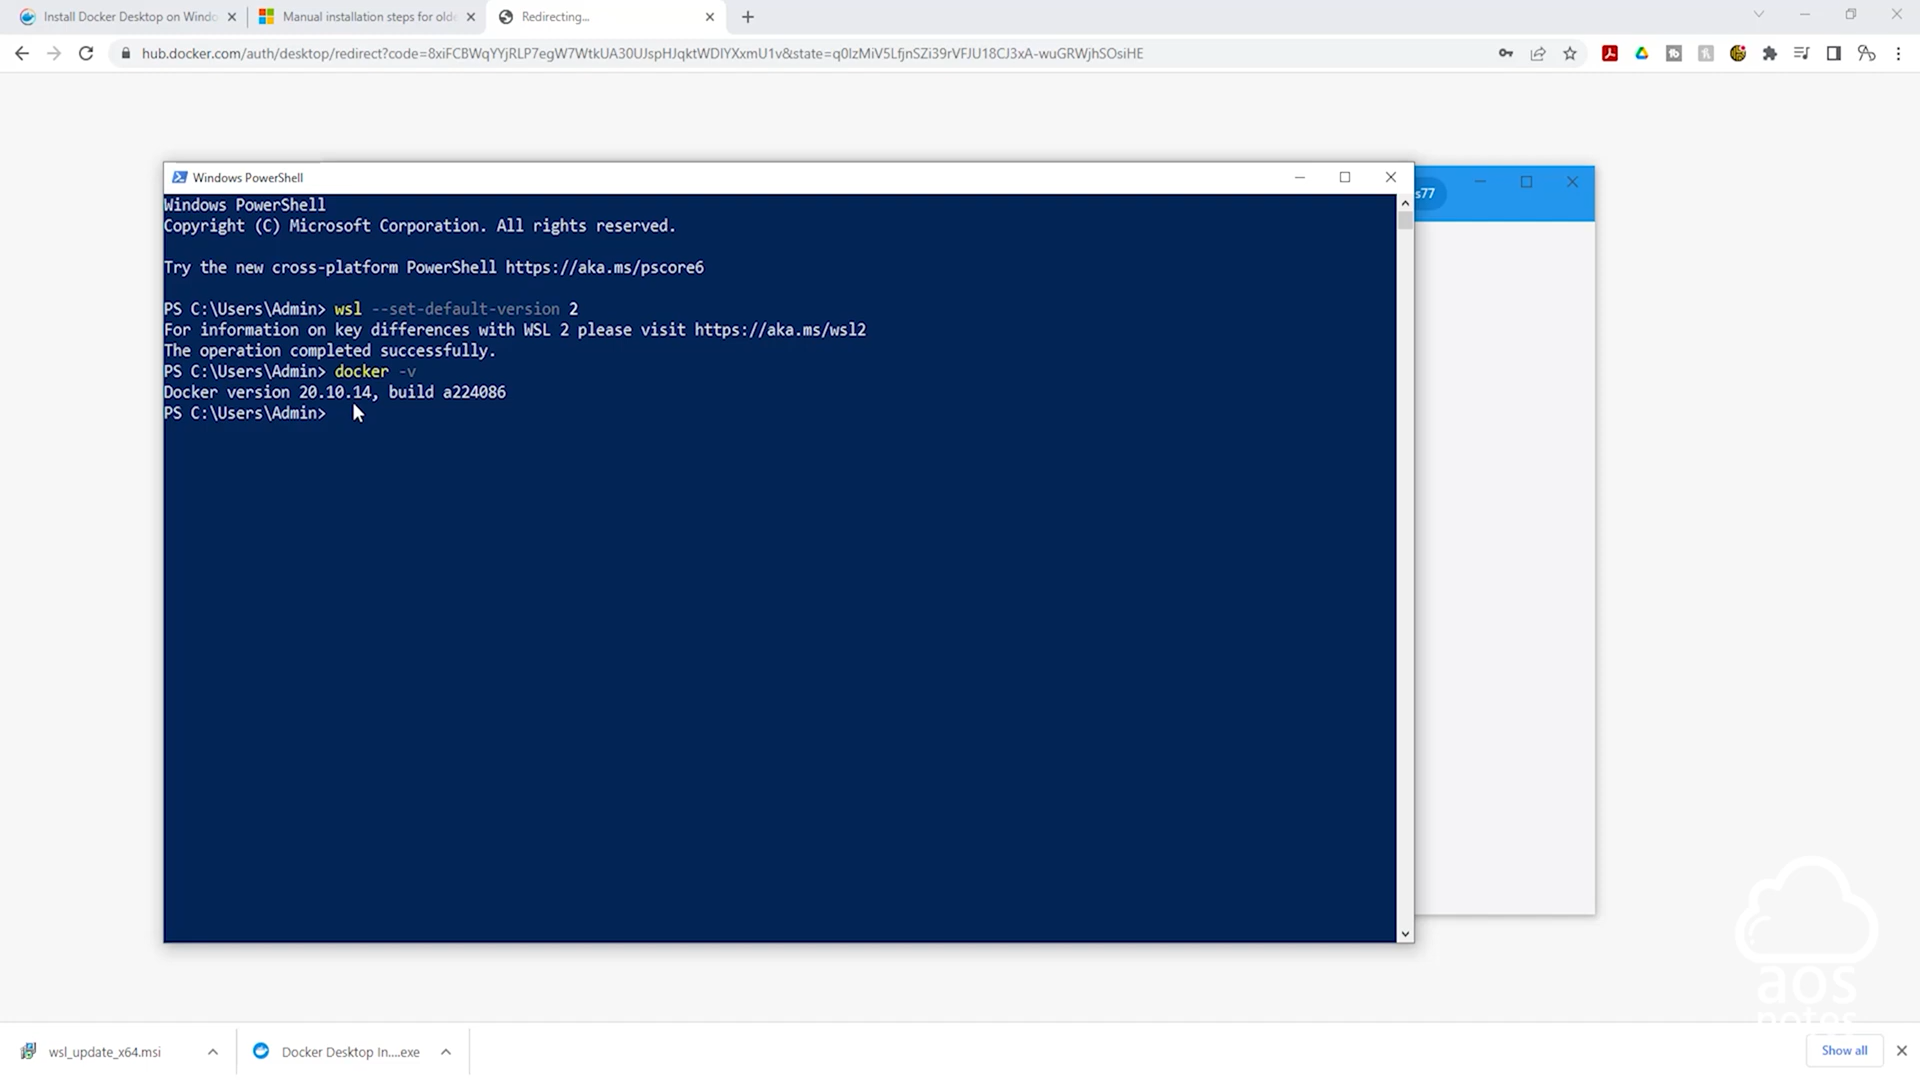 Install Docker Desktop on Windo
Manual installation steps for olde
Redirecting...
hub.docker.com/auth/desktop/redirect?code=8xiFCBWqYYjRLP7egW7WtkUA30UJspHJqktWDIYXxmU1v&state=q0lzMiV5LfjnSZi39rVFJU18CJ3xA-wuGRWjhSOsiHE
Windows PowerShell
s77
Windows PowerShell
Copyright (C) Microsoft Corporation. All rights reserved.
Try the new cross-platform PowerShell https://aka.ms/pscore6
PS C:\Users\Admin> wsl --set-default-version 2
For information on key differences with WSL 2 please visit https://aka.ms/wsl2
The operation completed successfully.
PS C:\Users\Admin> docker -v
Docker version 20.10.14, build a224086
PS C:\Users\Admin>
aos
notes
wsl_update_x64.msi
Docker Desktop In....exe
Show all